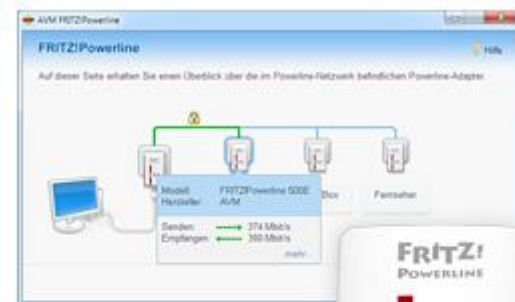 AVM FRITZ!Powerline
FRITZ!Powerline
Hilfe
Auf dieser Seite erhalten Sie einen Überblick über die im Powerline-Netzwerk befindlichen Powerline-Adapter.
Modell: FRITZ!Powerline 500E
Hersteller: AVM
Box
Fernseher
Senden: 374 Mbit/s
Empfangen: 380 Mbit/s
mehr...
FRITZ!
POWERLINE